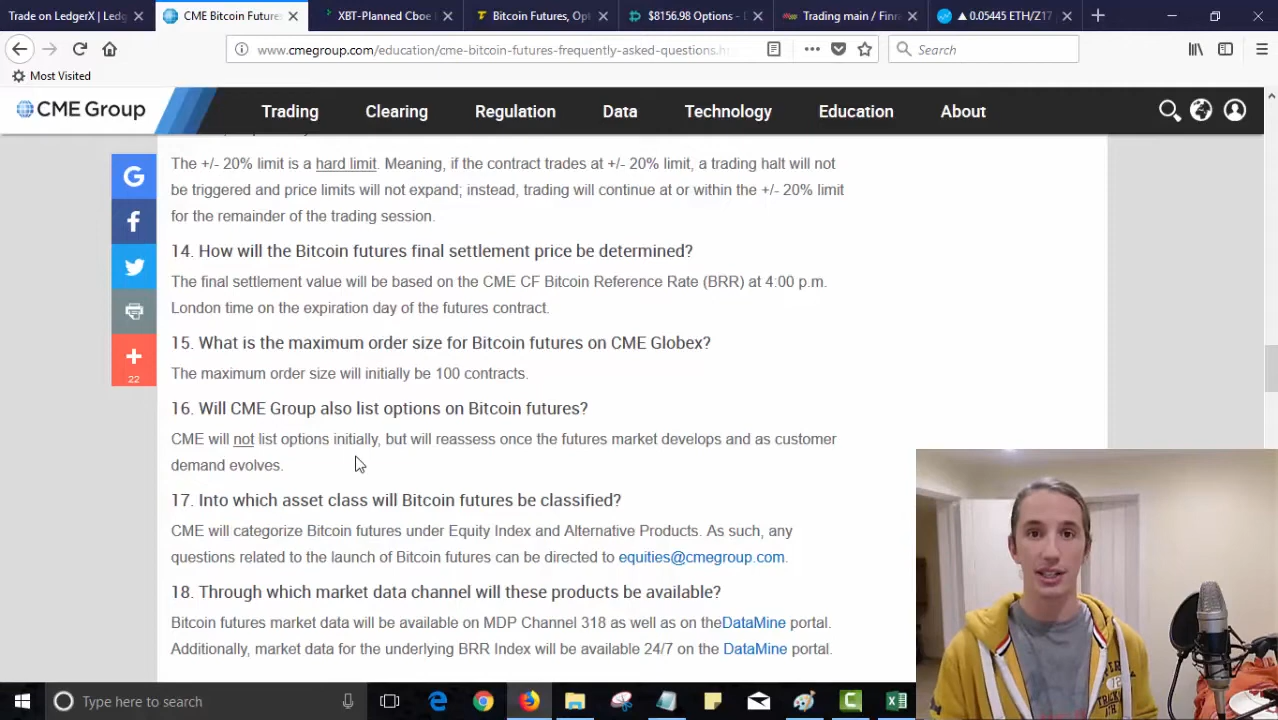 Trade on LedgerX | Ledg
CME Bitcoin Futures
XBT-Planned Cboe
Bitcoin Futures, Op
$8156.98 Options -
Trading main / Finra
▲0.05445 ETH/Z17
www.cmegroup.com/education/cme-bitcoin-futures-frequently-asked-questions.h
Search
Most Visited
CME Group
Trading Clearing Regulation Data Technology Education About
The +/- 20% limit is a hard limit. Meaning, if the contract trades at +/- 20% limit, a trading halt will not
be triggered and price limits will not expand; instead, trading will continue at or within the +/- 20% limit
for the remainder of the trading session.
14. How will the Bitcoin futures final settlement price be determined?
The final settlement value will be based on the CME CF Bitcoin Reference Rate (BRR) at 4:00 p.m.
London time on the expiration day of the futures contract.
15. What is the maximum order size for Bitcoin futures on CME Globex?
The maximum order size will initially be 100 contracts.
22
16. Will CME Group also list options on Bitcoin futures?
CME will not list options initially, but will reassess once the futures market develops and as customer
demand evolves.
17. Into which asset class will Bitcoin futures be classified?
CME will categorize Bitcoin futures under Equity Index and Alternative Products. As such, any
questions related to the launch of Bitcoin futures can be directed to equities@cmegroup.com.
18. Through which market data channel will these products be available?
Bitcoin futures market data will be available on MDP Channel 318 as well as on theDataMine portal.
Additionally, market data for the underlying BRR Index will be available 24/7 on the DataMine portal.
Type here to search